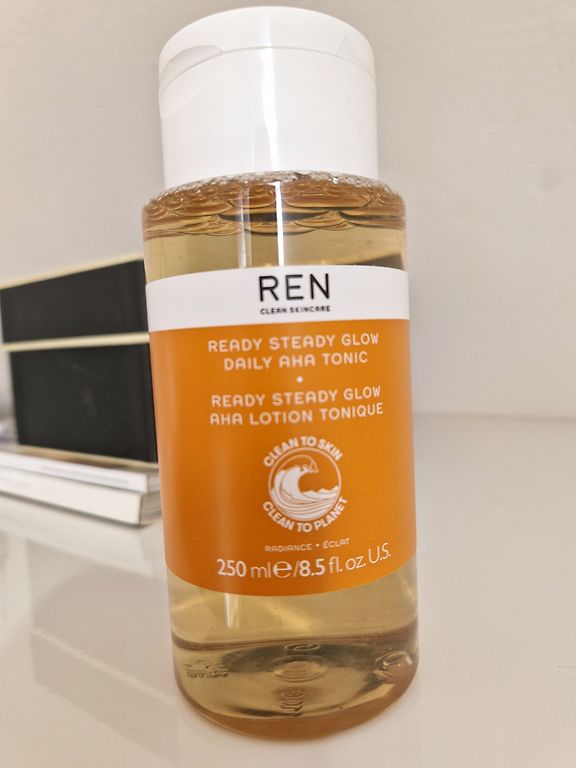 REN
CLEAN SKINCARE
READY STEADY GLOW
DAILY AHA TONIC
•
READY STEADY GLOW
AHA LOTION TONIQUE
CLEAN TO SKIN
CLEAN TO PLANET
RADIANCE • ÉCLAT
250 ml℮/8.5 fl. oz. U.S.